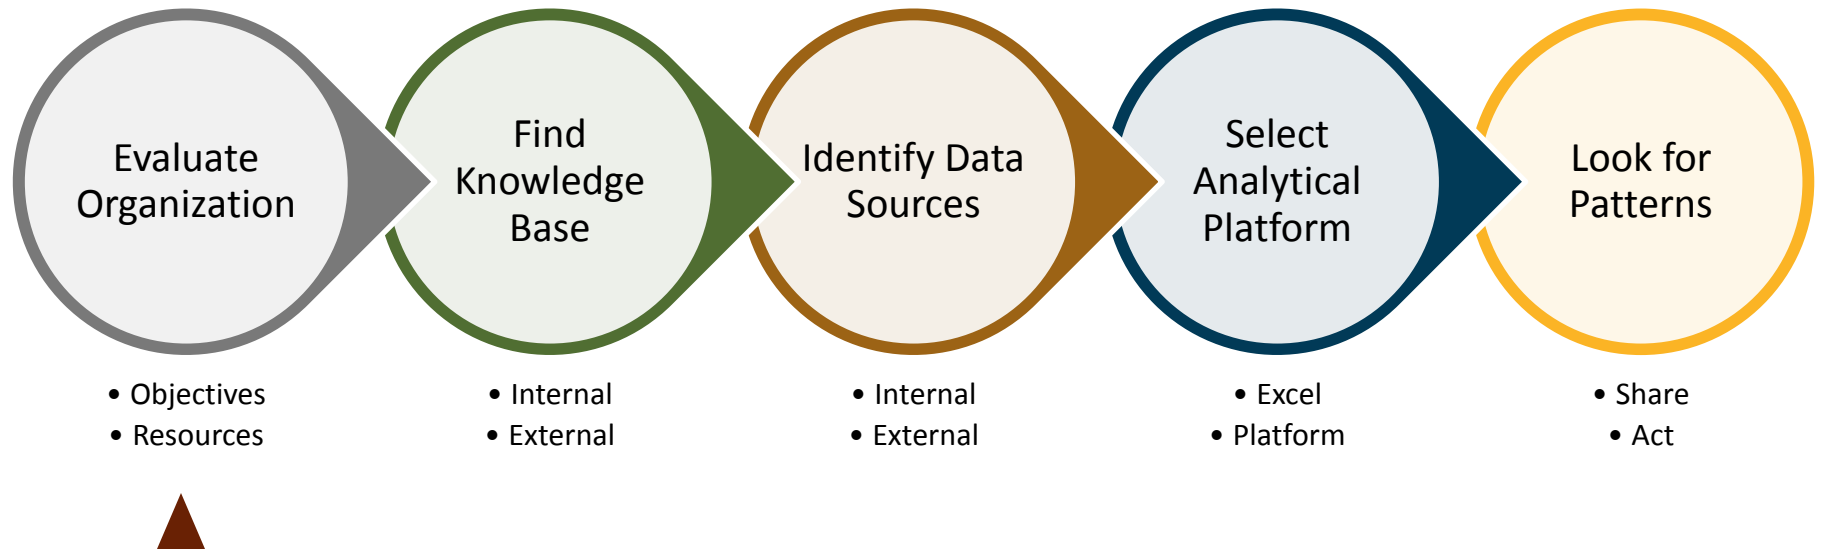 Evaluate
Organization
Find
Knowledge
Base
Identify Data
Sources
Select
Analytical
Platform
Look for
Patterns
• Objectives
• Resources
• Internal
• External
• Internal
• External
• Excel
• Platform
• Share
• Act